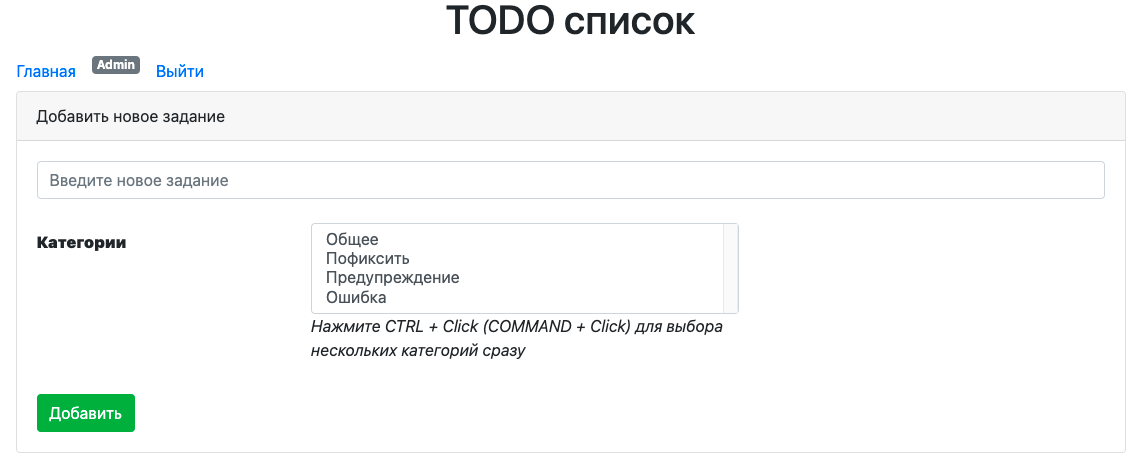 TODO список
Главная Admin Выйти
Добавить новое задание
Введите новое задание
Категории
Общее
Пофиксить
Предупреждение
Ошибка
Нажмите CTRL + Click (COMMAND + Click) для выбора
нескольких категорий сразу
Добавить